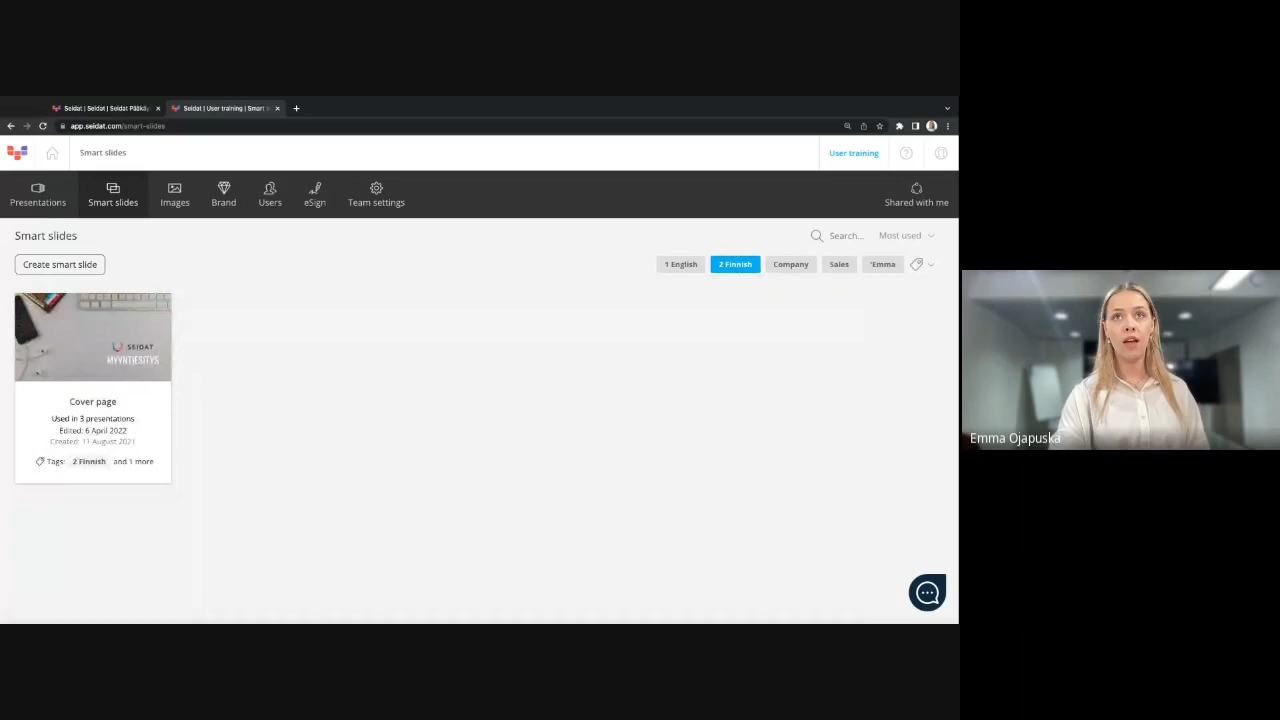 Seidat | Seidat | Seidat Pääkäy
Seidat | User training | Smart s
app.seidat.com/smart-slides
Smart slides
User training
Presentations
Smart slides
Images
Brand
Users
eSign
Team settings
Shared with me
Smart slides
Search...
Most used
Create smart slide
1 English
2 Finnish
Company
Sales
'Emma
SEIDAT
MYYNTIESITYS
Cover page
Used in 3 presentations
Edited: 6 April 2022
Created: 11 August 2021
Tags: 2 Finnish and 1 more
Emma Ojapuska